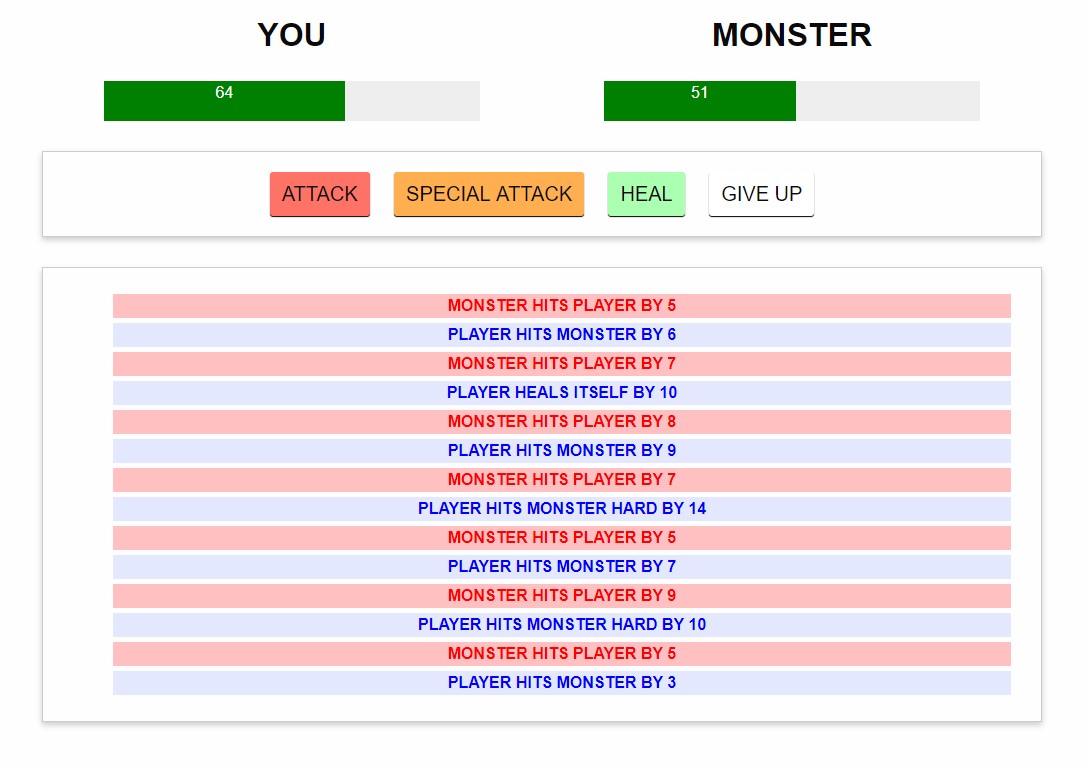 YOU
MONSTER
64
51
ATTACK
SPECIAL ATTACK
HEAL
GIVE UP
MONSTER HITS PLAYER BY 5
PLAYER HITS MONSTER BY 6
MONSTER HITS PLAYER BY 7
PLAYER HEALS ITSELF BY 10
MONSTER HITS PLAYER BY 8
PLAYER HITS MONSTER BY 9
MONSTER HITS PLAYER BY 7
PLAYER HITS MONSTER HARD BY 14
MONSTER HITS PLAYER BY 5
PLAYER HITS MONSTER BY 7
MONSTER HITS PLAYER BY 9
PLAYER HITS MONSTER HARD BY 10
MONSTER HITS PLAYER BY 5
PLAYER HITS MONSTER BY 3